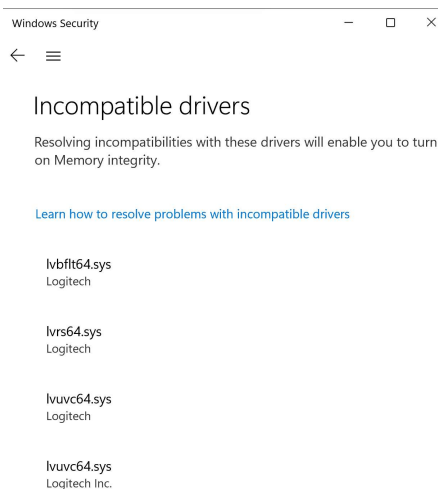 Windows Security
Incompatible drivers
Resolving incompatibilities with these drivers will enable you to turn
on Memory integrity.
Learn how to resolve problems with incompatible drivers
lvbflt64.sys
Logitech
lvrs64.sys
Logitech
lvuvc64.sys
Logitech
lvuvc64.sys
Logitech Inc.